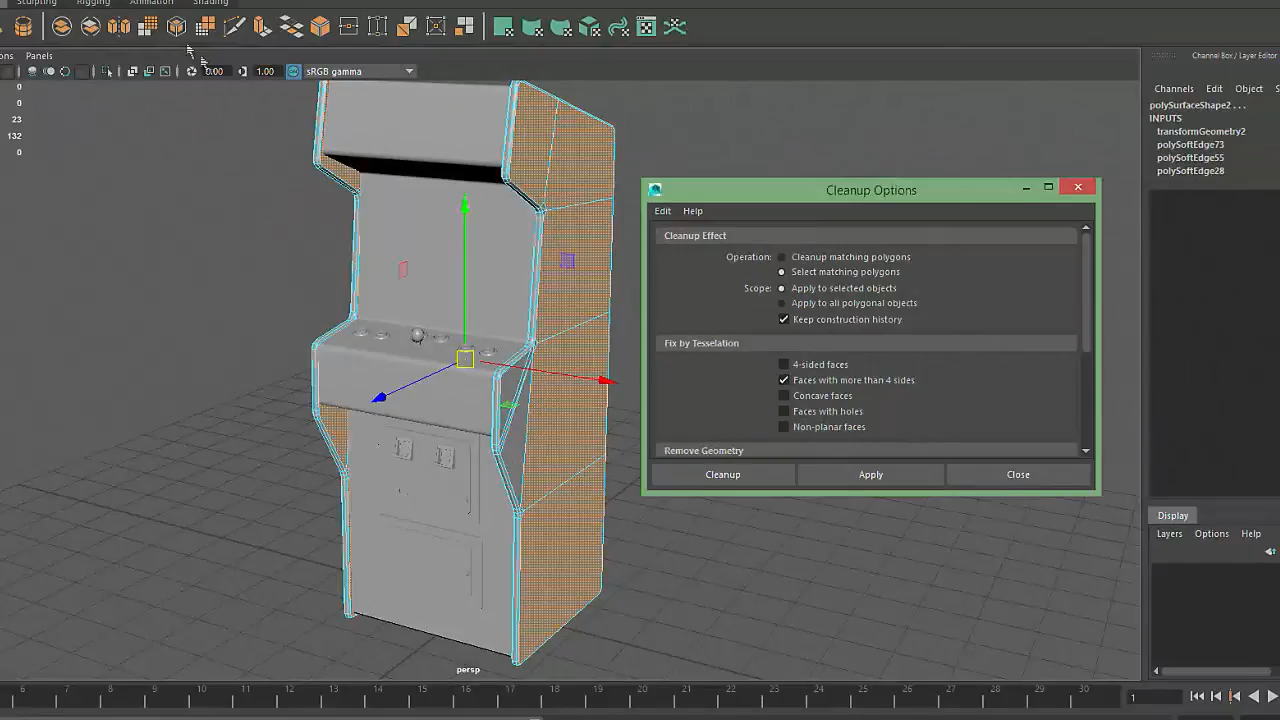 Sculpting Rigging Animation Shading
ons Panels
0.00 1.00 sRGB gamma
Channel Box / Layer Editor
0
0
23
132
0
Channels Edit Object
polySurfaceShape2 . . .
INPUTS
transformGeometry2
polySoftEdge73
polySoftEdge55
polySoftEdge28
Cleanup Options
Edit Help
Cleanup Effect
Operation: Cleanup matching polygons
Select matching polygons
Scope: Apply to selected objects
Apply to all polygonal objects
Keep construction history
Fix by Tesselation
4-sided faces
Faces with more than 4 sides
Concave faces
Faces with holes
Non-planar faces
Remove Geometry
Cleanup Apply Close
Display
Layers Options Help
persp
6 7 8 9 10 11 12 13 14 15 16 17 18 19 20 21 22 23 24 25 26 27 28 29 30
1